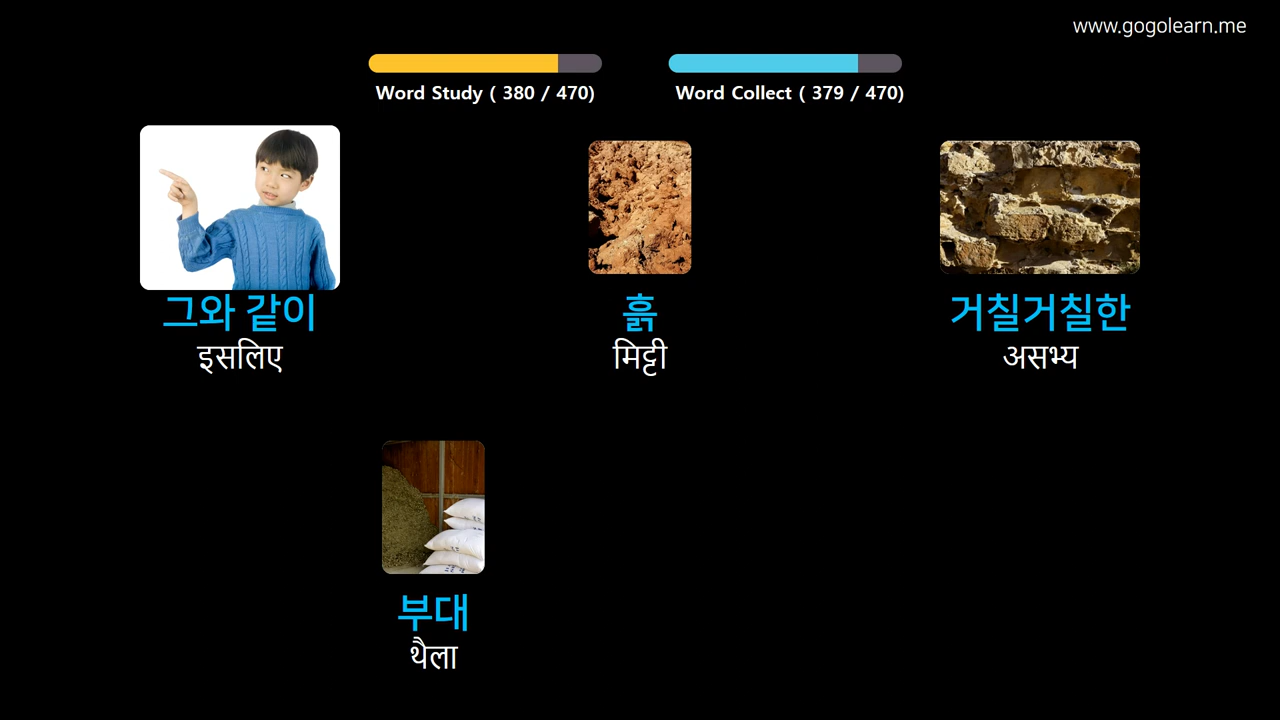 www.gogolearn.me
Word Study ( 380 / 470)
Word Collect ( 379 / 470)
그와 같이
흙
거칠거칠한
इसलिए
मिट्टी
असभ्य
부대
थैला